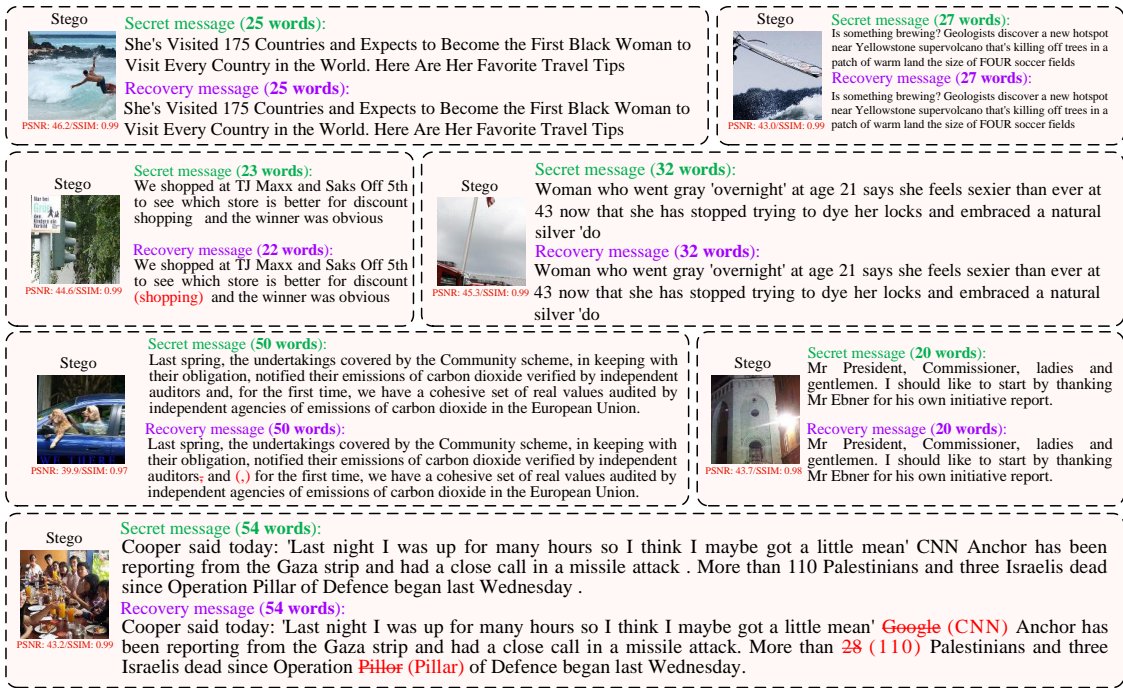 Stego
Secret message (25 words):
She's Visited 175 Countries and Expects to Become the First Black Woman to
Visit Every Country in the World. Here Are Her Favorite Travel Tips
Recovery message (25 words):
She's Visited 175 Countries and Expects to Become the First Black Woman to
Visit Every Country in the World. Here Are Her Favorite Travel Tips
PSNR: 46.2/SSIM: 0.99
Stego
Secret message (27 words)
Is something brewing? Geologists discover a new hotspot
near Yellowstone supervolcano that's killing off trees in a
patch of warm land the size of FOUR soccer fields
Recovery message (27 words):
Is something brewing? Geologists discover a new hotspot
near Yellowstone supervolcano that's killing off trees in a
patch of warm land the size of FOUR soccer fields
PSNR: 43.0/SSIM: 0.99
Stego
Secret message (23 words):
We shopped at TJ Maxx and Saks Off 5th
to see which store is better for discount
shopping and the winner was obvious
Recovery message (22 words):
We shopped at TJ Maxx and Saks Off 5th
to see which store is better for discount
(shopping) and the winner was obvious
PSNR: 44.6/SSIM: 0.99
Stego
Secret message (32 words):
Woman who went gray 'overnight' at age 21 says she feels sexier than ever at
43 now that she has stopped trying to dye her locks and embraced a natural
silver 'do
Recovery message (32 words):
Woman who went gray 'overnight' at age 21 says she feels sexier than ever at
43 now that she has stopped trying to dye her locks and embraced a natural
silver 'do
PSNR: 45.3/SSIM: 0.99
Stego
Secret message (50 words):
Last spring, the undertakings covered by the Community scheme, in keeping with
their obligation, notified their emissions of carbon dioxide verified by independent
auditors and, for the first time, we have a cohesive set of real values audited by
independent agencies of emissions of carbon dioxide in the European Union.
Recovery message (50 words):
Last spring, the undertakings covered by the Community scheme, in keeping with
their obligation, notified their emissions of carbon dioxide verified by independent
auditors, and (,) for the first time, we have a cohesive set of real values audited by
independent agencies of emissions of carbon dioxide in the European Union.
PSNR: 39.9/SSIM: 0.97
Stego
Secret message (20 words):
Mr President, Commissioner, ladies and
gentlemen. I should like to start by thanking
Mr Ebner for his own initiative report.
Recovery message (20 words):
Mr President, Commissioner, ladies and
gentlemen. I should like to start by thanking
Mr Ebner for his own initiative report.
PSNR: 43.7/SSIM: 0.98
Stego
Secret message (54 words):
Cooper said today: 'Last night I was up for many hours so I think I maybe got a little mean' CNN Anchor has been
reporting from the Gaza strip and had a close call in a missile attack . More than 110 Palestinians and three Israelis dead
since Operation Pillar of Defence began last Wednesday .
Recovery message (54 words):
Cooper said today: 'Last night I was up for many hours so I think I maybe got a little mean' Google (CNN) Anchor has
been reporting from the Gaza strip and had a close call in a missile attack. More than 28 (110) Palestinians and three
Israelis dead since Operation Pillor (Pillar) of Defence began last Wednesday.
PSNR: 43.2/SSIM: 0.99